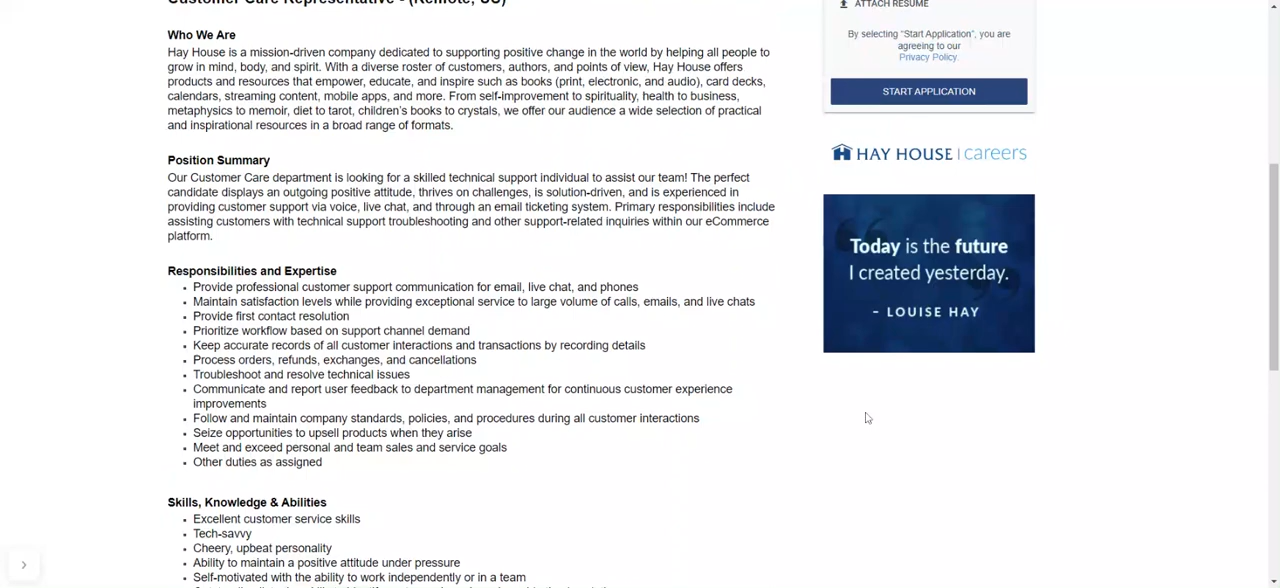 Customer Care Representative - (Remote, US)
Who We Are
Hay House is a mission-driven company dedicated to supporting positive change in the world by helping all people to
grow in mind, body, and spirit. With a diverse roster of customers, authors, and points of view, Hay House offers
products and resources that empower, educate, and inspire such as books (print, electronic, and audio), card decks,
calendars, streaming content, mobile apps, and more. From self-improvement to spirituality, health to business,
metaphysics to memoir, diet to tarot, children's books to crystals, we offer our audience a wide selection of practical
and inspirational resources in a broad range of formats.
Position Summary
Our Customer Care department is looking for a skilled technical support individual to assist our team! The perfect
candidate displays an outgoing positive attitude, thrives on challenges, is solution-driven, and is experienced in
providing customer support via voice, live chat, and through an email ticketing system. Primary responsibilities include
assisting customers with technical support troubleshooting and other support-related inquiries within our eCommerce
platform.
Responsibilities and Expertise
Provide professional customer support communication for email, live chat, and phones
Maintain satisfaction levels while providing exceptional service to large volume of calls, emails, and live chats
Provide first contact resolution
Prioritize workflow based on support channel demand
Keep accurate records of all customer interactions and transactions by recording details
Process orders, refunds, exchanges, and cancellations
Troubleshoot and resolve technical issues
Communicate and report user feedback to department management for continuous customer experience
improvements
Follow and maintain company standards, policies, and procedures during all customer interactions
Seize opportunities to upsell products when they arise
Meet and exceed personal and team sales and service goals
Other duties as assigned
Skills, Knowledge & Abilities
Excellent customer service skills
Tech-savvy
Cheery, upbeat personality
Ability to maintain a positive attitude under pressure
Self-motivated with the ability to work independently or in a team
ATTACH RESUME
By selecting "Start Application", you are
agreeing to our
Privacy Policy.
START APPLICATION
HAY HOUSE | careers
Today is the future
I created yesterday.
- LOUISE HAY